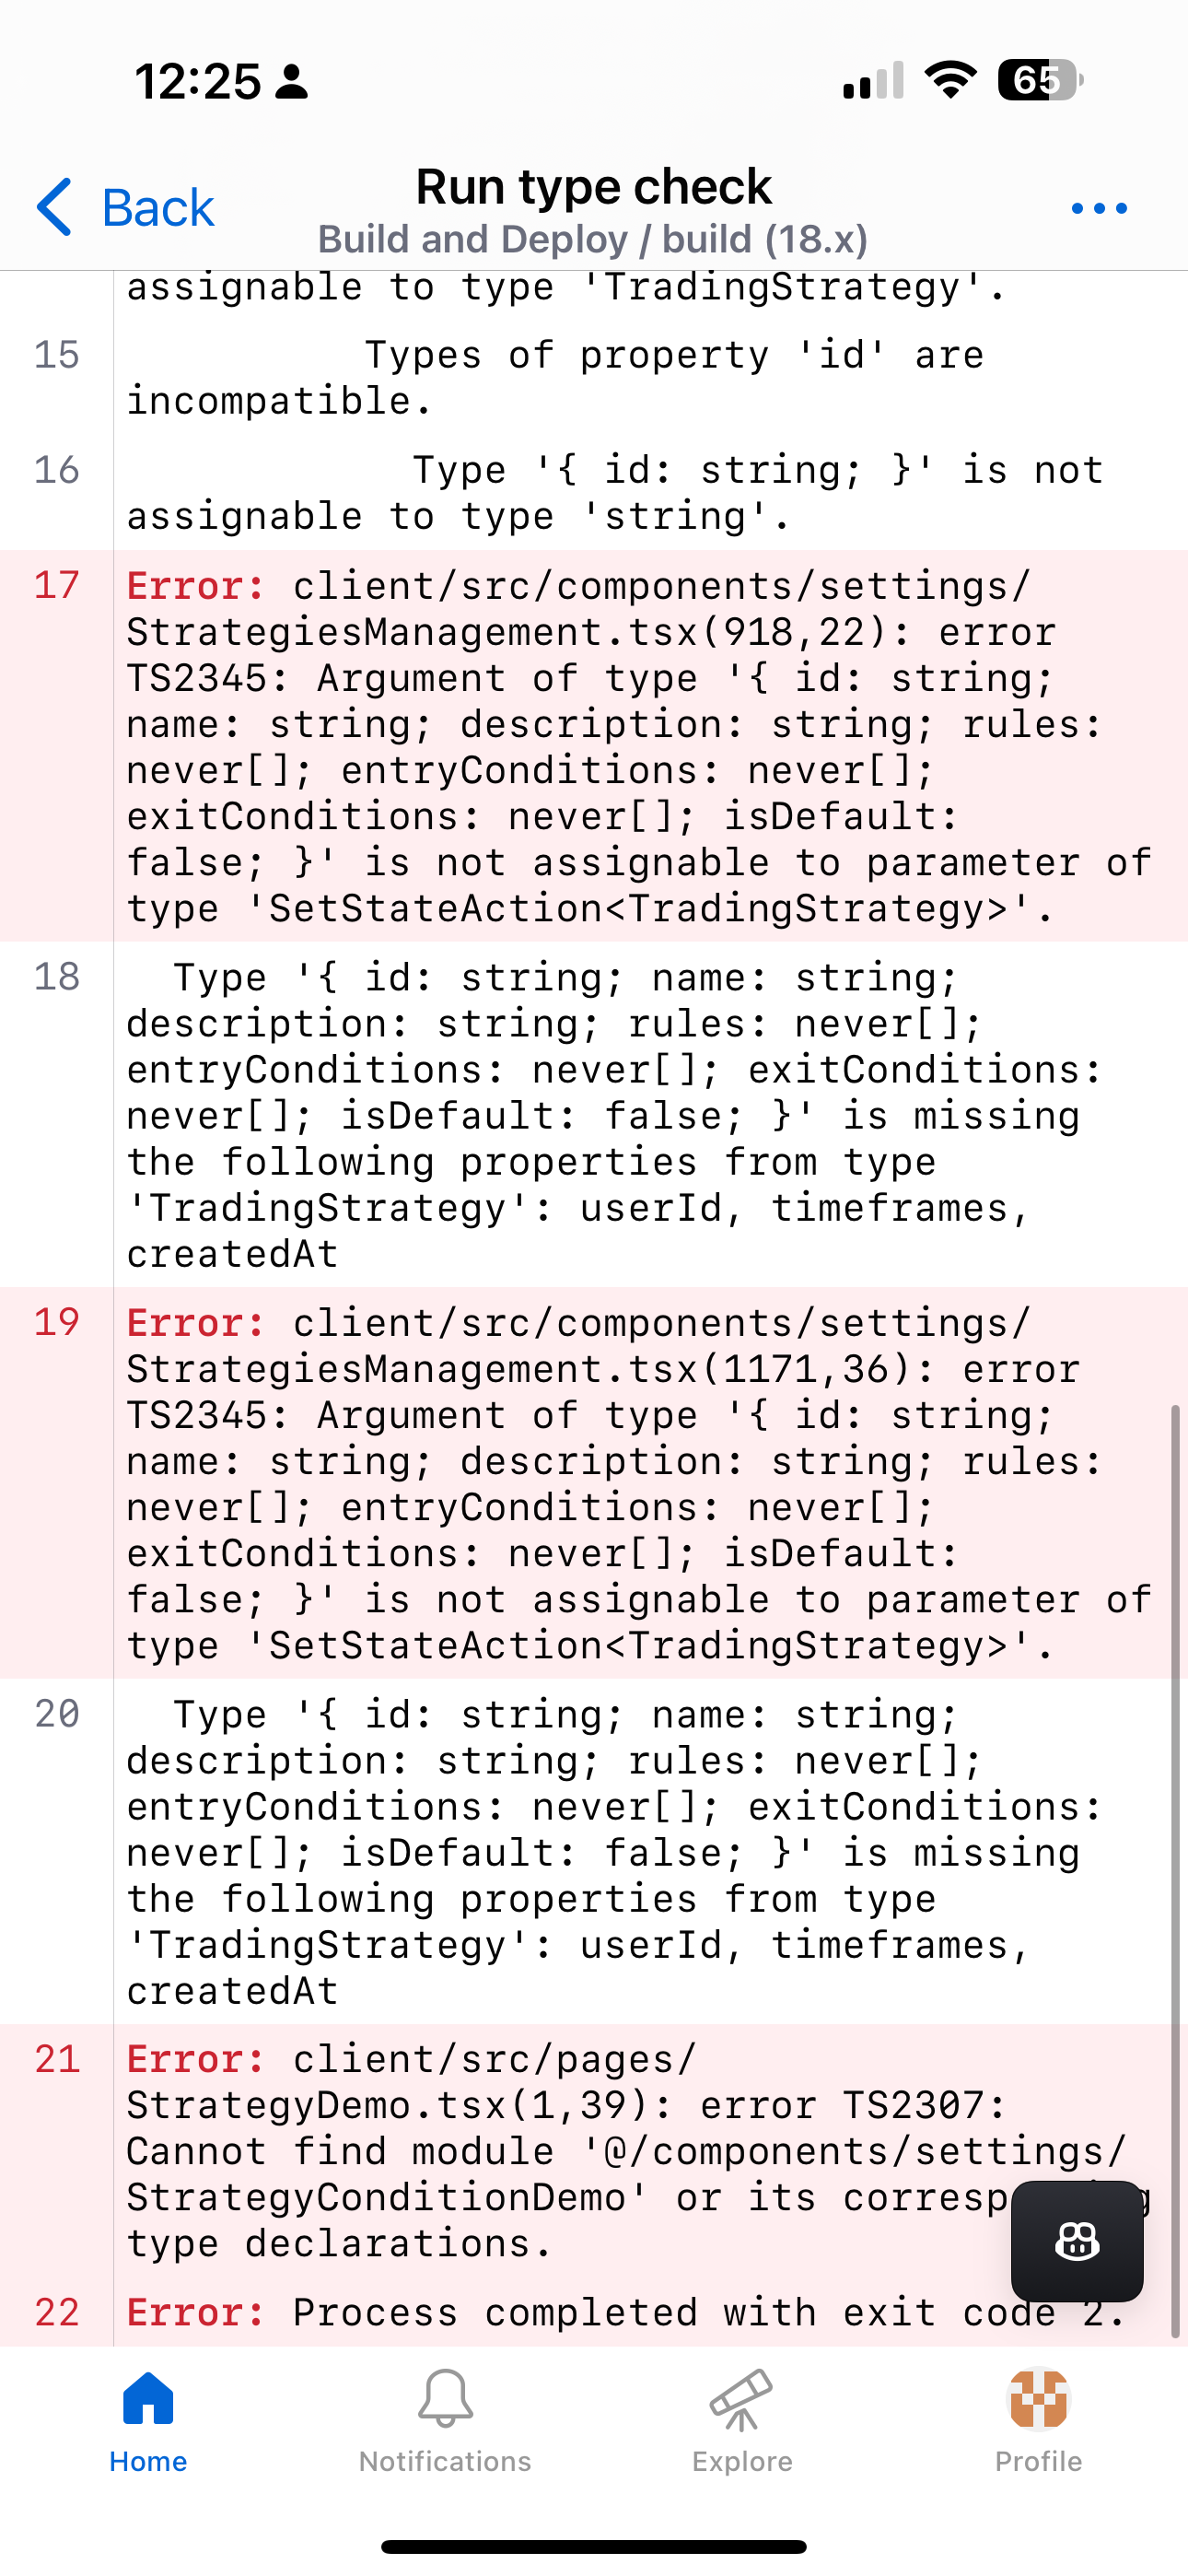 12:25
65
Back
Run type check
Build and Deploy / build (18.x)
assignable to type 'TradingStrategy'.
15
Types of property 'id' are
incompatible.
16
Type '{ id: string; }' is not
assignable to type 'string'.
17
Error: client/src/components/settings/
StrategiesManagement.tsx(918,22): error
TS2345: Argument of type '{ id: string;
name: string; description: string; rules:
never[]; entryConditions: never[];
exitConditions: never[]; isDefault:
false; }' is not assignable to parameter of
type 'SetStateAction<TradingStrategy>'.
18
Type '{ id: string; name: string;
description: string; rules: never[];
entryConditions: never[]; exitConditions:
never[]; isDefault: false; }' is missing
the following properties from type
'TradingStrategy': userId, timeframes,
createdAt
19
Error: client/src/components/settings/
StrategiesManagement.tsx(1171,36): error
TS2345: Argument of type '{ id: string;
name: string; description: string; rules:
never[]; entryConditions: never[];
exitConditions: never[]; isDefault:
false; }' is not assignable to parameter of
type 'SetStateAction<TradingStrategy>'.
20
Type '{ id: string; name: string;
description: string; rules: never[];
entryConditions: never[]; exitConditions:
never[]; isDefault: false; }' is missing
the following properties from type
'TradingStrategy': userId, timeframes,
createdAt
21
Error: client/src/pages/
StrategyDemo.tsx(1,39): error TS2307:
Cannot find module '@/components/settings/
StrategyConditionDemo' or its
type declarations.
22
Error: Process completed with exit code 2.
Home
Notifications
Explore
Profile